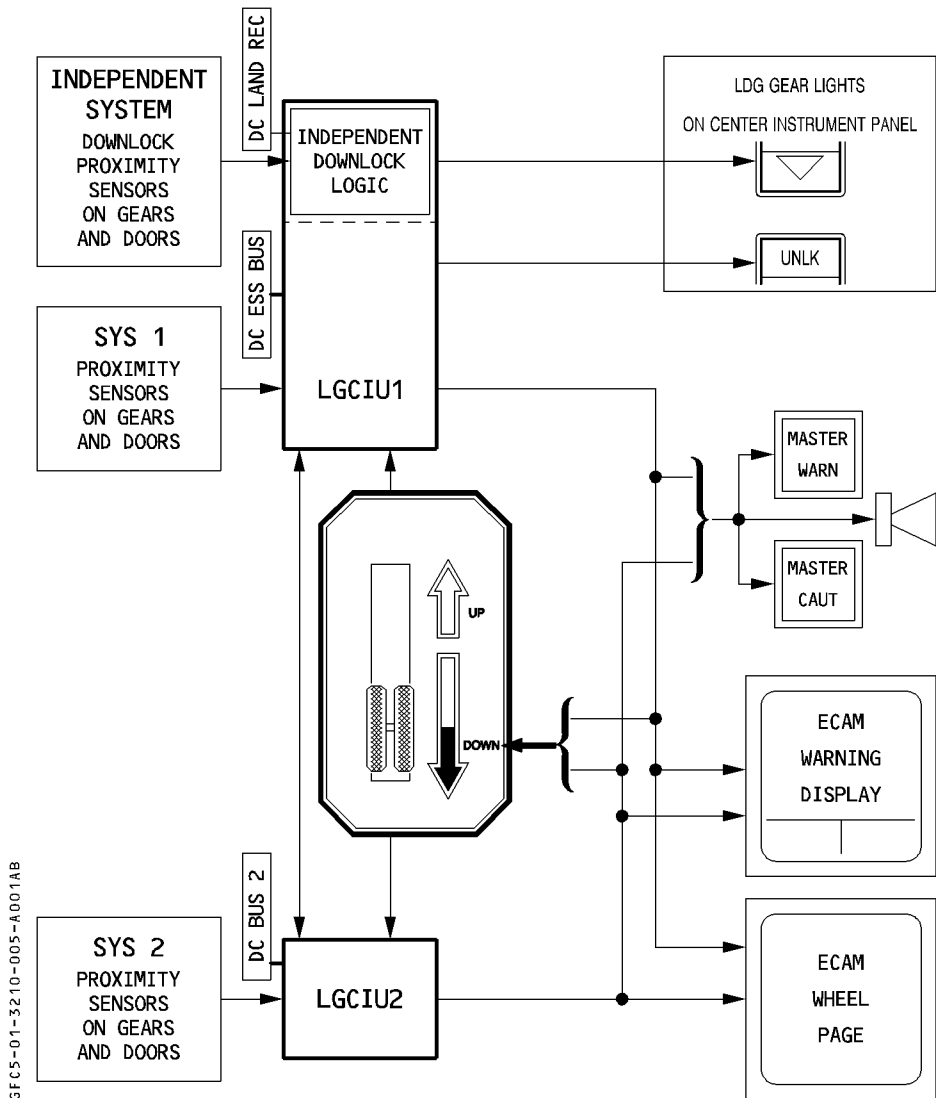 INDEPENDENT
SYSTEM
DOWNLOCK
PROXIMITY
SENSORS
ON GEARS
AND DOORS
DC LAND REC
INDEPENDENT
DOWNLOCK
LOGIC
LDG GEAR LIGHTS
ON CENTER INSTRUMENT PANEL
UNLK
DC ESS BUS
SYS 1
PROXIMITY
SENSORS
ON GEARS
AND DOORS
LGCIU1
MASTER
WARN
MASTER
CAUT
UP
DOWN
ECAM
WARNING
DISPLAY
DC BUS 2
SYS 2
PROXIMITY
SENSORS
ON GEARS
AND DOORS
LGCIU2
ECAM
WHEEL
PAGE
GFC5-01-3210-005-A001AB